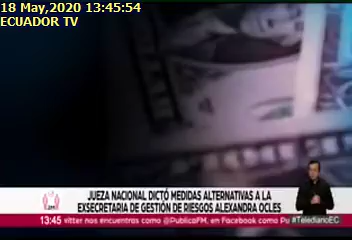 18 May,2020 13:45:54
ECUADOR TV
JUEZA NACIONAL DICTÓ MEDIDAS ALTERNATIVAS A LA
EXSECRETARIA DE GESTIÓN DE RIESGOS ALEXANDRA OCLES
13:45 vitter nos encuentras como @PublicaFM, en Facebook como Pu #TelediarioEC